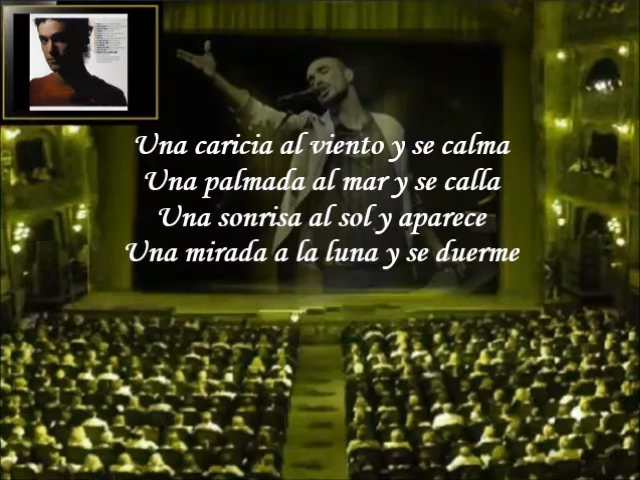 Una caricia al viento y se calma
Una palmada al mar y se calla
Una sonrisa al sol y aparece
Una mirada a la luna y se duerme